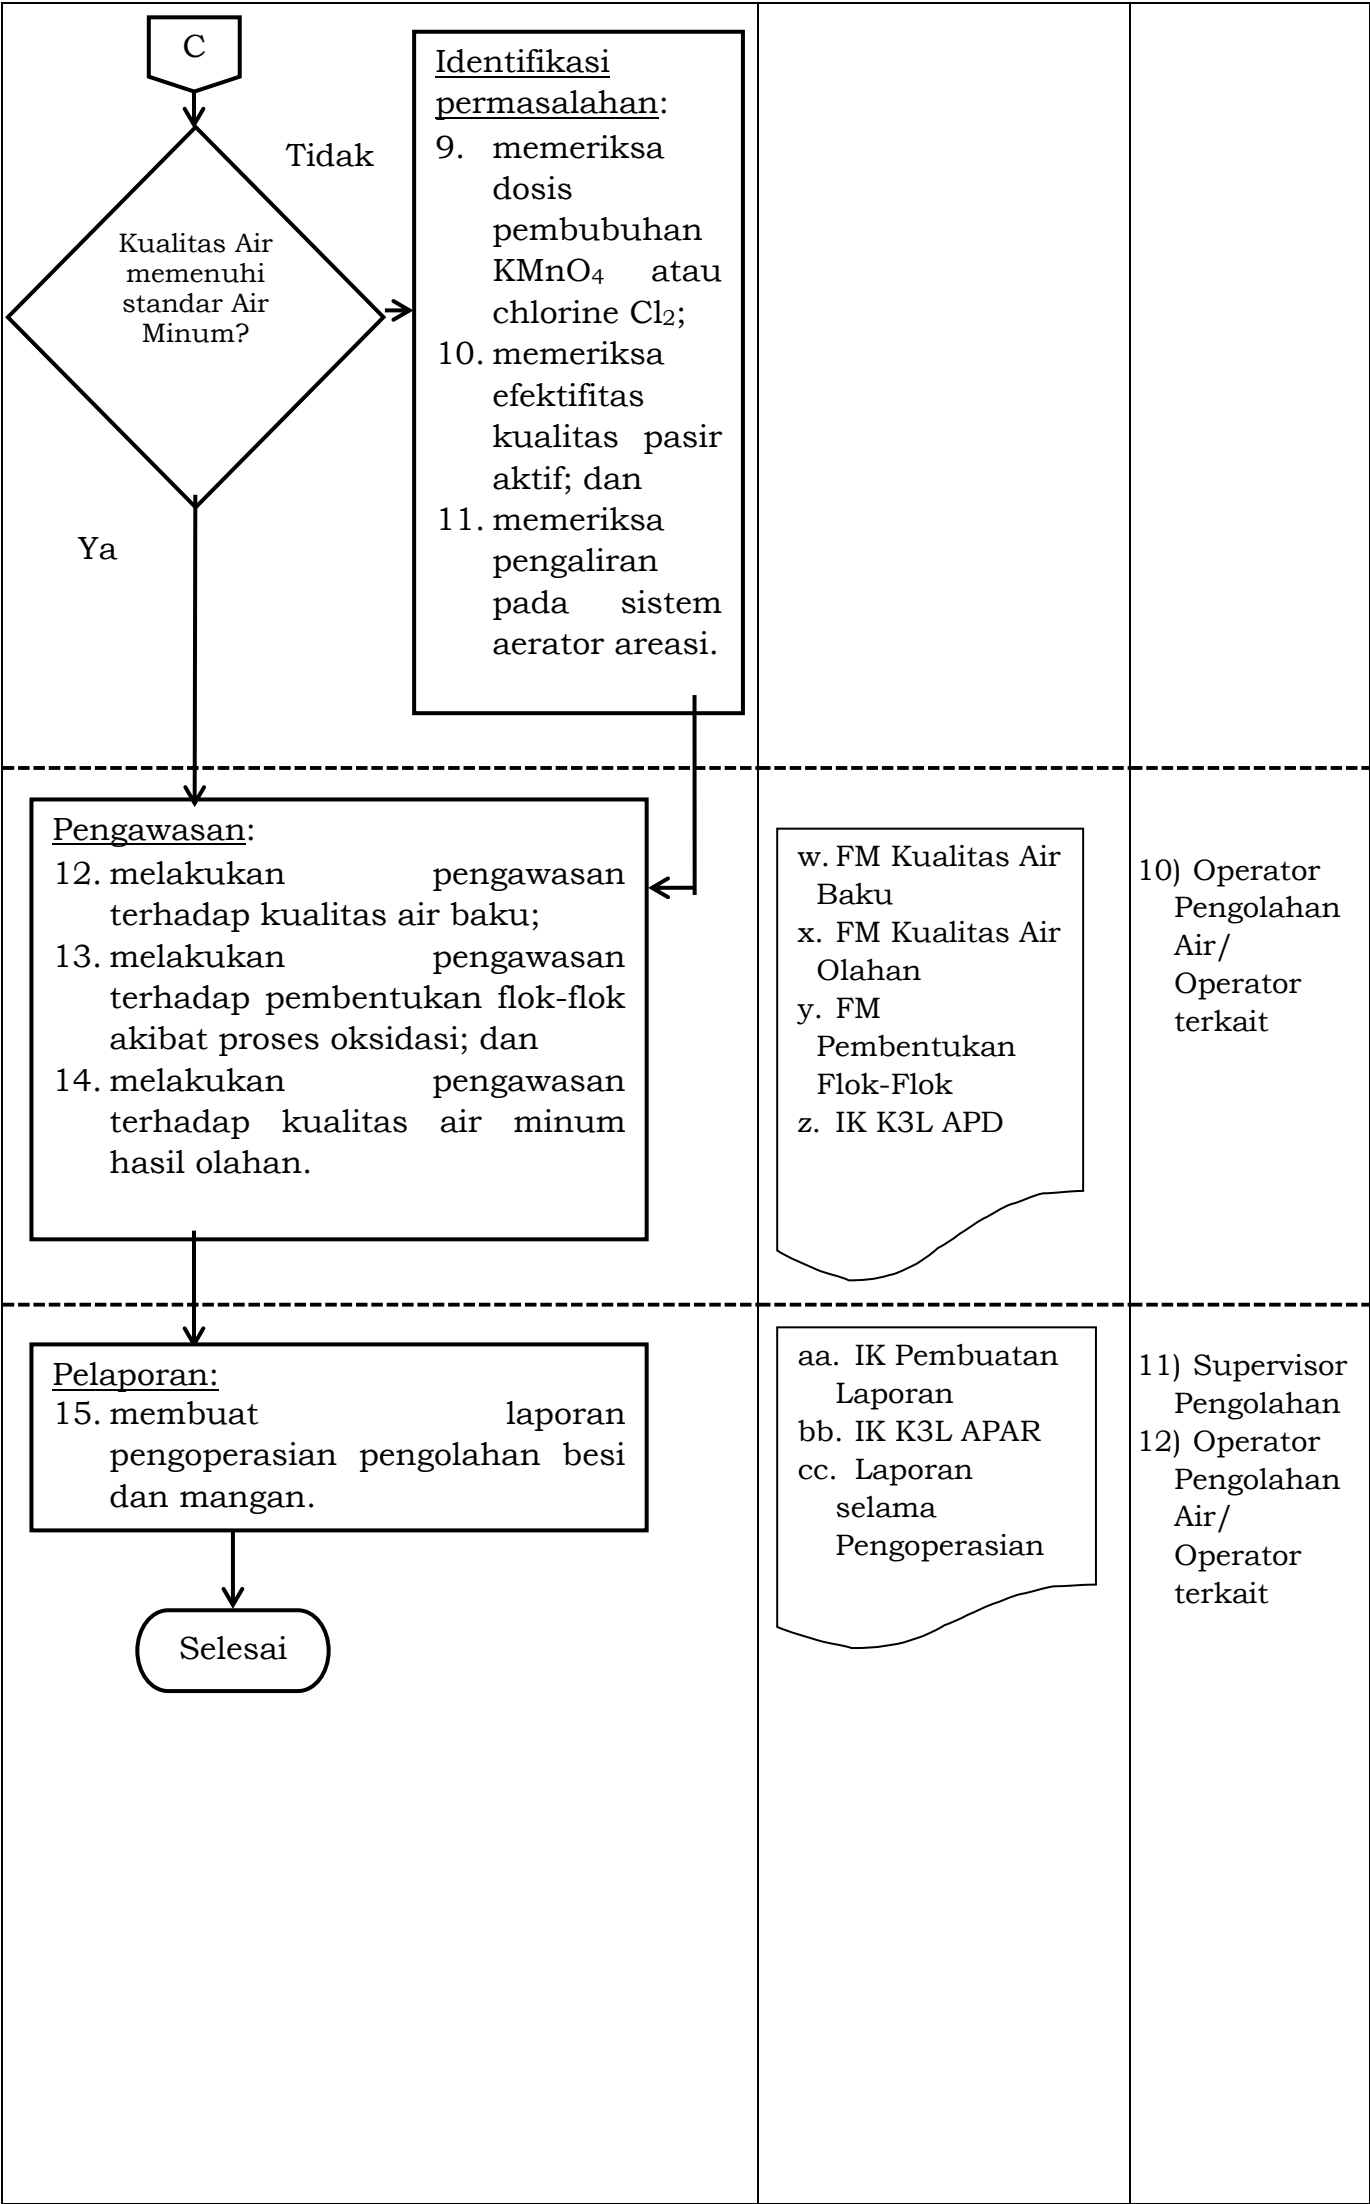 C
Tidak
Kualitas Air
memenuhi
standar Air
Minum?
Ya
Identifikasi
permasalahan:
9. memeriksa
dosis
pembubuhan
KMnO₄ atau
chlorine Cl₂;
10. memeriksa
efektifitas
kualitas pasir
aktif; dan
11. memeriksa
pengaliran
pada sistem
aerator areasi.
Pengawasan:
12. melakukan pengawasan
terhadap kualitas air baku;
13. melakukan pengawasan
terhadap pembentukan flok-flok
akibat proses oksidasi; dan
14. melakukan pengawasan
terhadap kualitas air minum
hasil olahan.
w. FM Kualitas Air
Baku
x. FM Kualitas Air
Olahan
y. FM
Pembentukan
Flok-Flok
z. IK K3L APD
10) Operator
Pengolahan
Air/
Operator
terkait
Pelaporan:
15. membuat laporan
pengoperasian pengolahan besi
dan mangan.
aa. IK Pembuatan
Laporan
bb. IK K3L APAR
cc. Laporan
selama
Pengoperasian
11) Supervisor
Pengolahan
12) Operator
Pengolahan
Air/
Operator
terkait
Selesai